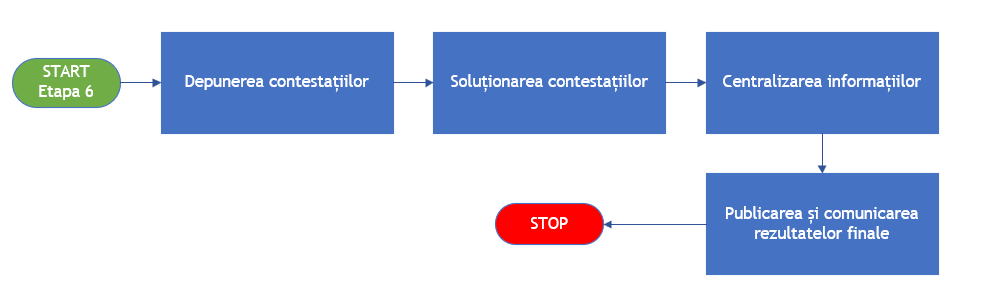 START
Etapa 6
Depunerea contestațiilor
Soluționarea contestațiilor
Centralizarea informațiilor
Publicarea și comunicarea
rezultatelor finale
STOP